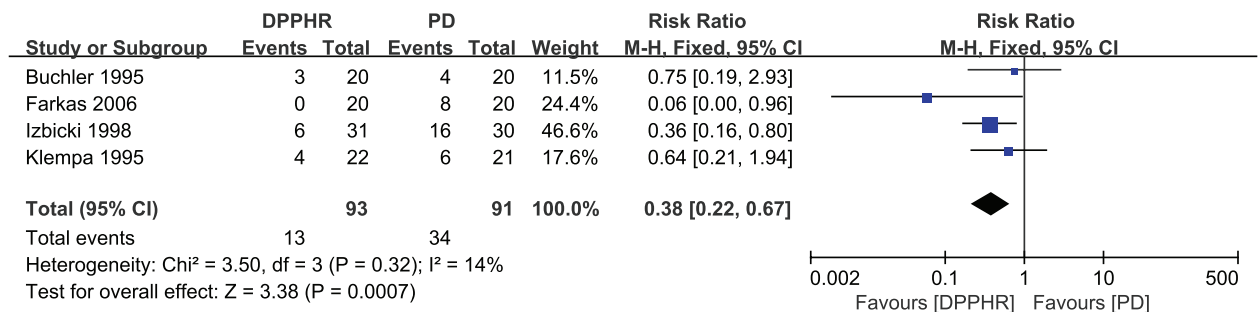 DPPHR PD Risk Ratio Risk Ratio
Study or Subgroup Events Total Events Total Weight M-H, Fixed, 95% CI M-H, Fixed, 95% CI
Buchler 1995 3 20 4 20 11.5% 0.75 [0.19, 2.93]
Farkas 2006 0 20 8 20 24.4% 0.06 [0.00, 0.96]
Izbicki 1998 6 31 16 30 46.6% 0.36 [0.16, 0.80]
Klempa 1995 4 22 6 21 17.6% 0.64 [0.21, 1.94]
Total (95% CI) 93 91 100.0% 0.38 [0.22, 0.67]
Total events 13 34
Heterogeneity: Chi² = 3.50, df = 3 (P = 0.32); I² = 14%
Test for overall effect: Z = 3.38 (P = 0.0007)
0.002 0.1 1 10 500
Favours [DPPHR] Favours [PD]